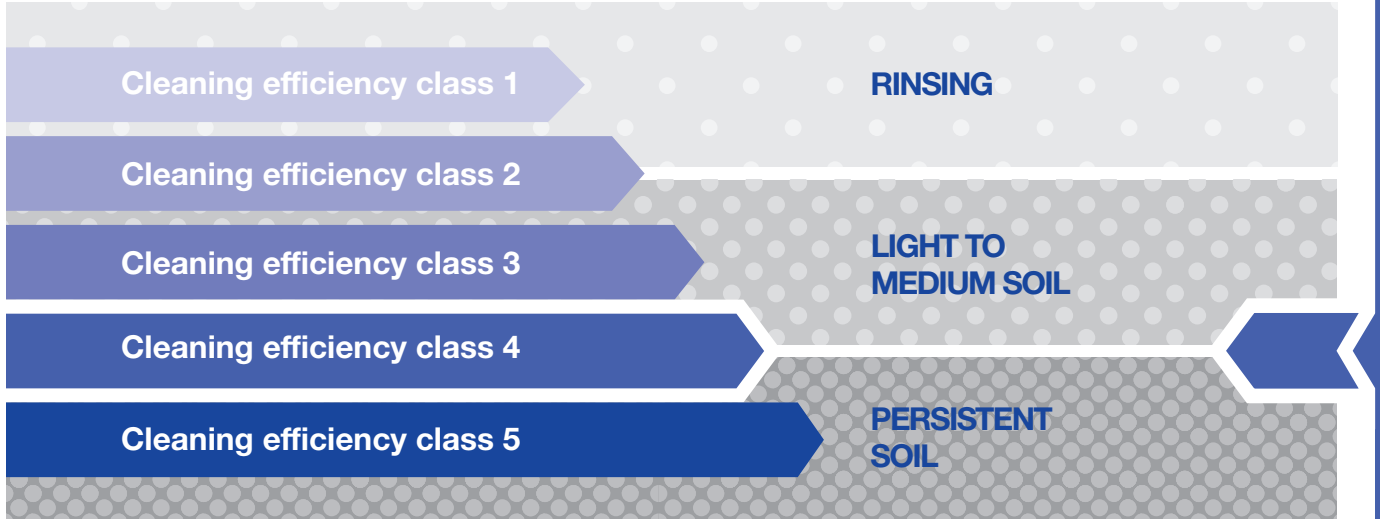 Cleaning efficiency class 1
RINSING
Cleaning efficiency class 2
Cleaning efficiency class 3
LIGHT TO
MEDIUM SOIL
Cleaning efficiency class 4
Cleaning efficiency class 5
PERSISTENT
SOIL